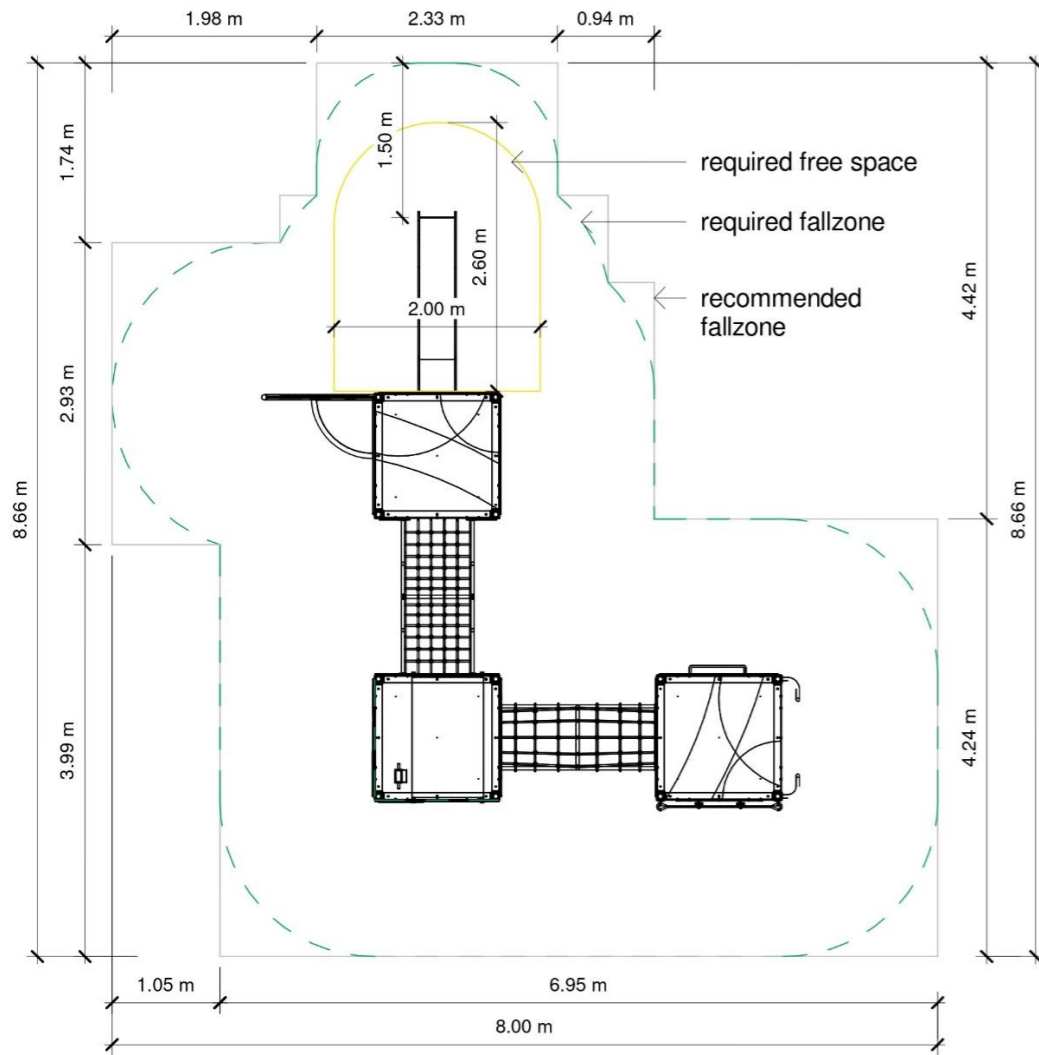 1.98 m
2.33 m
0.94 m
1.74 m
1.50 m
required free space
required fallzone
2.60 m
recommended
fallzone
2.00 m
4.42 m
2.93 m
8.66 m
8.66 m
3.99 m
4.24 m
1.05 m
6.95 m
8.00 m